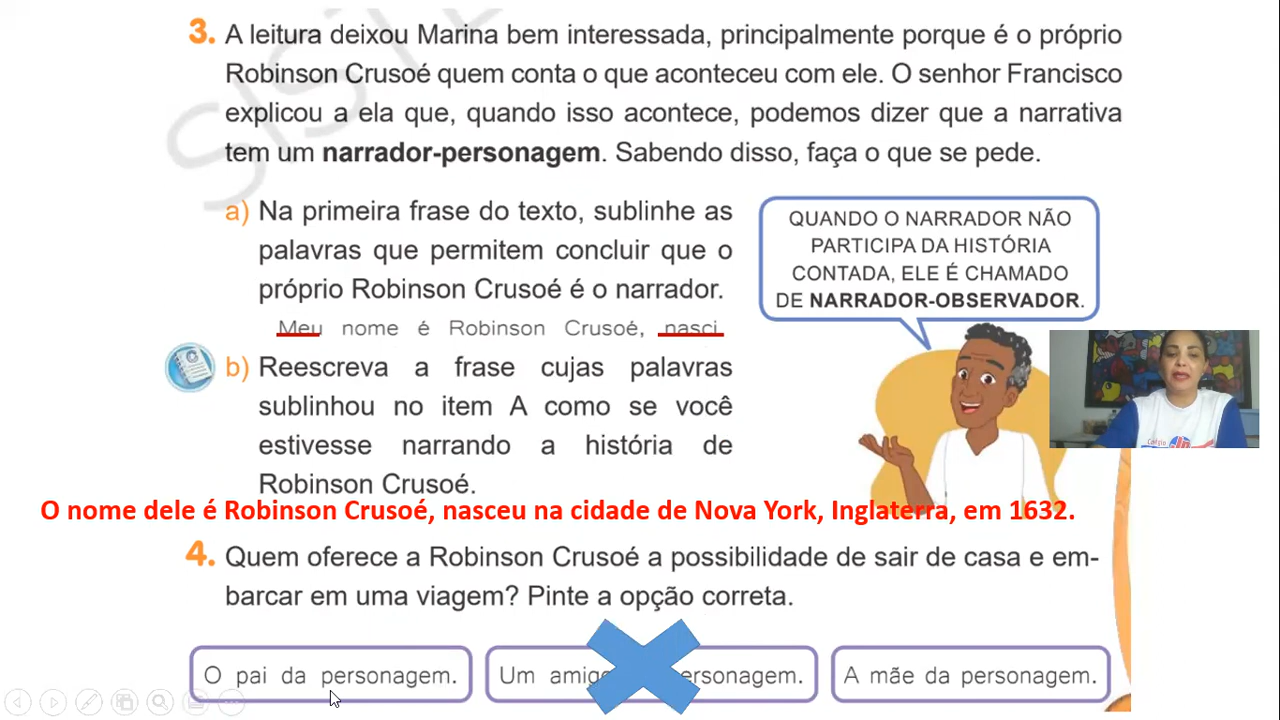 3. A leitura deixou Marina bem interessada, principalmente porque é o próprio
Robinson Crusoé quem conta o que aconteceu com ele. O senhor Francisco
explicou a ela que, quando isso acontece, podemos dizer que a narrativa
tem um narrador-personagem. Sabendo disso, faça o que se pede.
a) Na primeira frase do texto, sublinhe as
palavras que permitem concluir que o
próprio Robinson Crusoé é o narrador.
Meu nome é Robinson Crusoé, nasci
QUANDO O NARRADOR NÃO
PARTICIPA DA HISTÓRIA
CONTADA, ELE É CHAMADO
DE NARRADOR-OBSERVADOR.
b) Reescreva a frase cujas palavras
sublinhou no item A como se você
estivesse narrando a história de
Robinson Crusoé.
O nome dele é Robinson Crusoé, nasceu na cidade de Nova York, Inglaterra, em 1632.
4. Quem oferece a Robinson Crusoé a possibilidade de sair de casa e em-
barcar em uma viagem? Pinte a opção correta.
O pai da personagem.
Um amigo personagem.
A mãe da personagem.